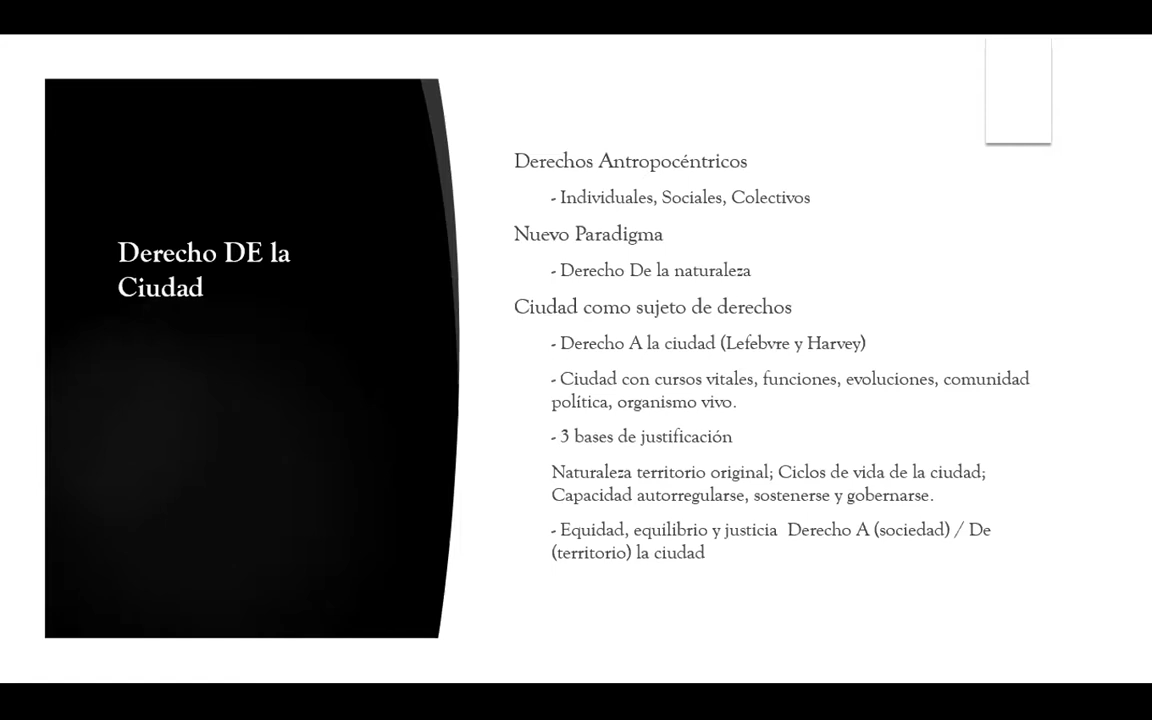 Derecho DE la
Ciudad
Derechos Antropocéntricos
- Individuales, Sociales, Colectivos
Nuevo Paradigma
- Derecho De la naturaleza
Ciudad como sujeto de derechos
- Derecho A la ciudad (Lefebvre y Harvey)
- Ciudad con cursos vitales, funciones, evoluciones, comunidad
política, organismo vivo.
- 3 bases de justificación
Naturaleza territorio original; Ciclos de vida de la ciudad;
Capacidad autorregularse, sostenerse y gobernarse.
- Equidad, equilibrio y justicia  Derecho A (sociedad) / De
(territorio) la ciudad